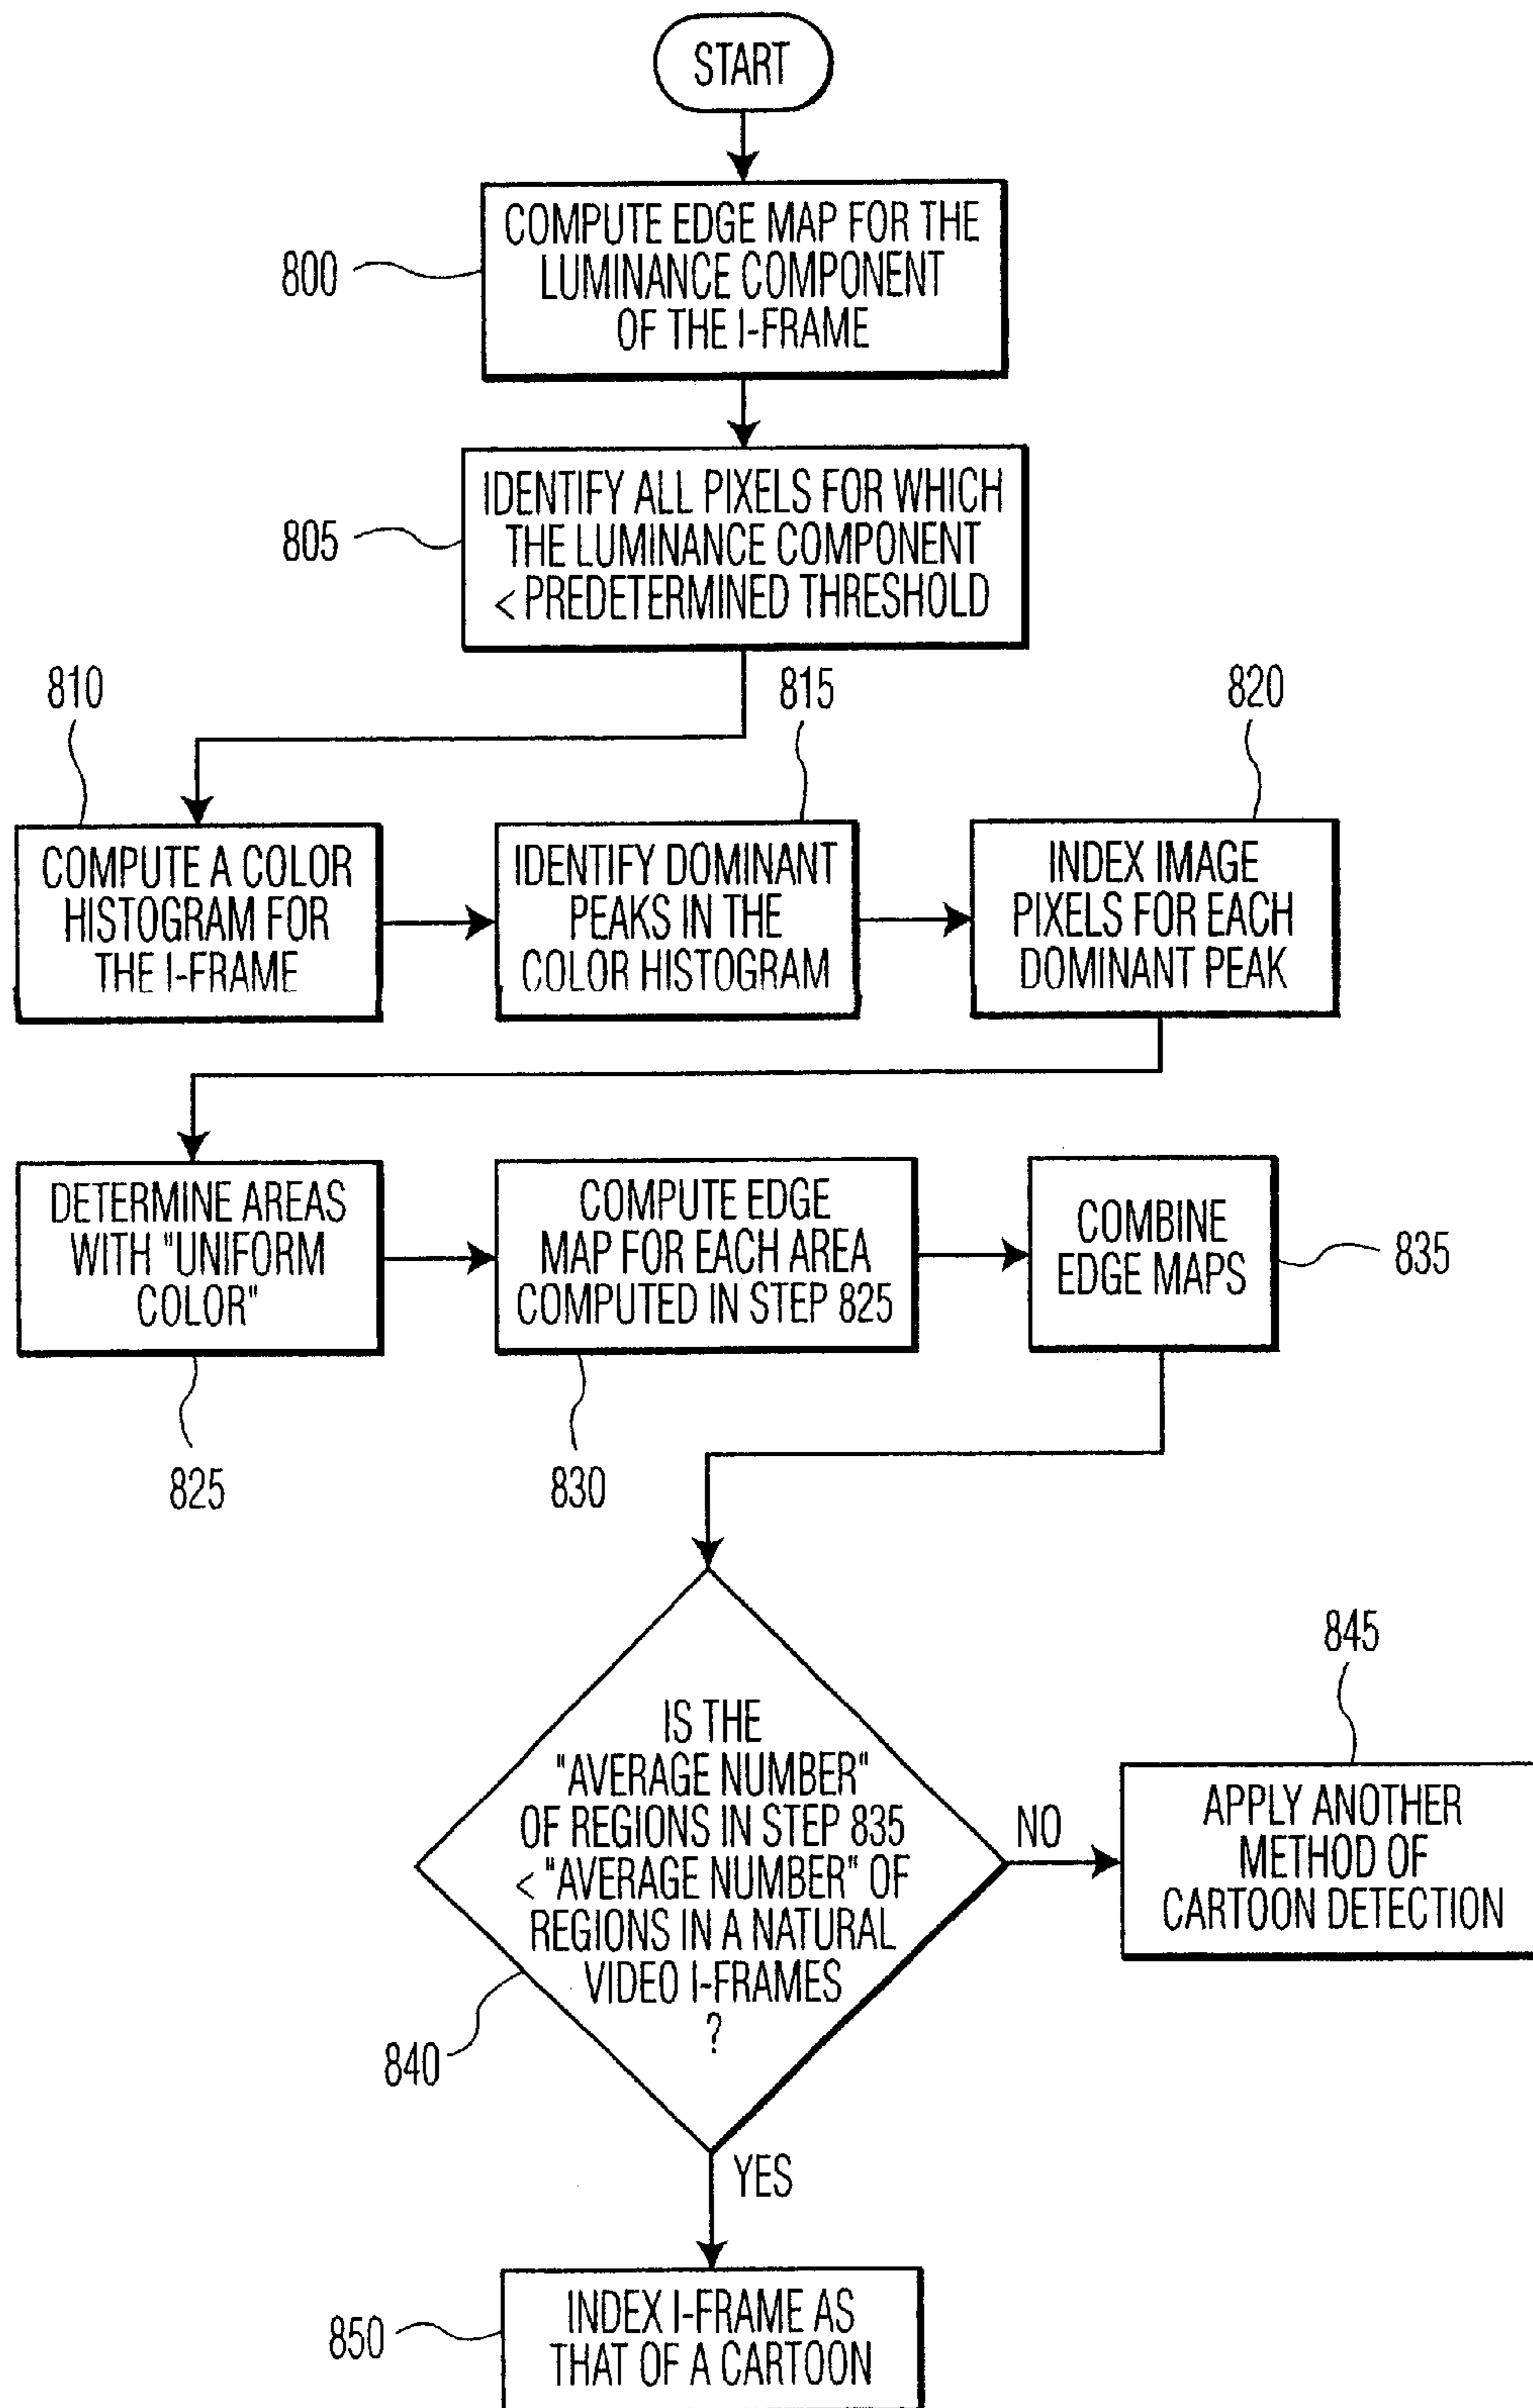 START
800
COMPUTE EDGE MAP FOR THE
LUMINANCE COMPONENT
OF THE I-FRAME
805
IDENTIFY ALL PIXELS FOR WHICH
THE LUMINANCE COMPONENT
< PREDETERMINED THRESHOLD
810
815
820
COMPUTE A COLOR
HISTOGRAM FOR
THE I-FRAME
IDENTIFY DOMINANT
PEAKS IN THE
COLOR HISTOGRAM
INDEX IMAGE
PIXELS FOR EACH
DOMINANT PEAK
DETERMINE AREAS
WITH "UNIFORM
COLOR"
COMPUTE EDGE
MAP FOR EACH AREA
COMPUTED IN STEP 825
COMBINE
EDGE MAPS
835
825
830
IS THE
"AVERAGE NUMBER"
OF REGIONS IN STEP 835
< "AVERAGE NUMBER" OF
REGIONS IN A NATURAL
VIDEO I-FRAMES
?
840
NO
845
APPLY ANOTHER
METHOD OF
CARTOON DETECTION
YES
850
INDEX I-FRAME AS
THAT OF A CARTOON